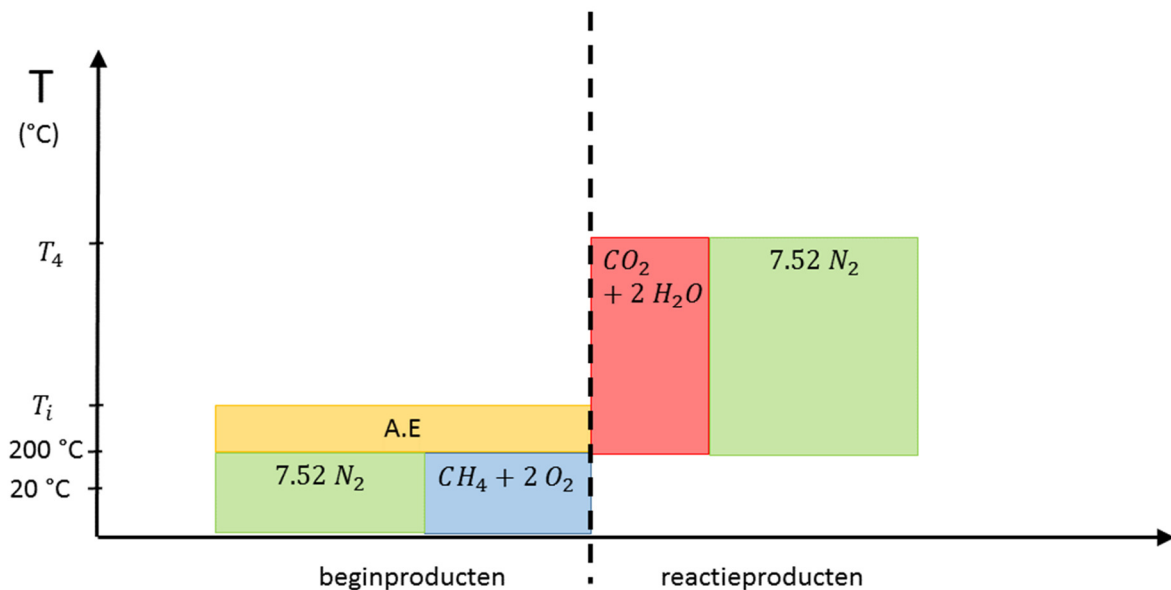 T
(°C)
T₄
CO₂
+ 2 H₂O
7.52 N₂
Tᵢ
A.E
200 °C
7.52 N₂
CH₄ + 2 O₂
20 °C
beginproducten
reactieproducten